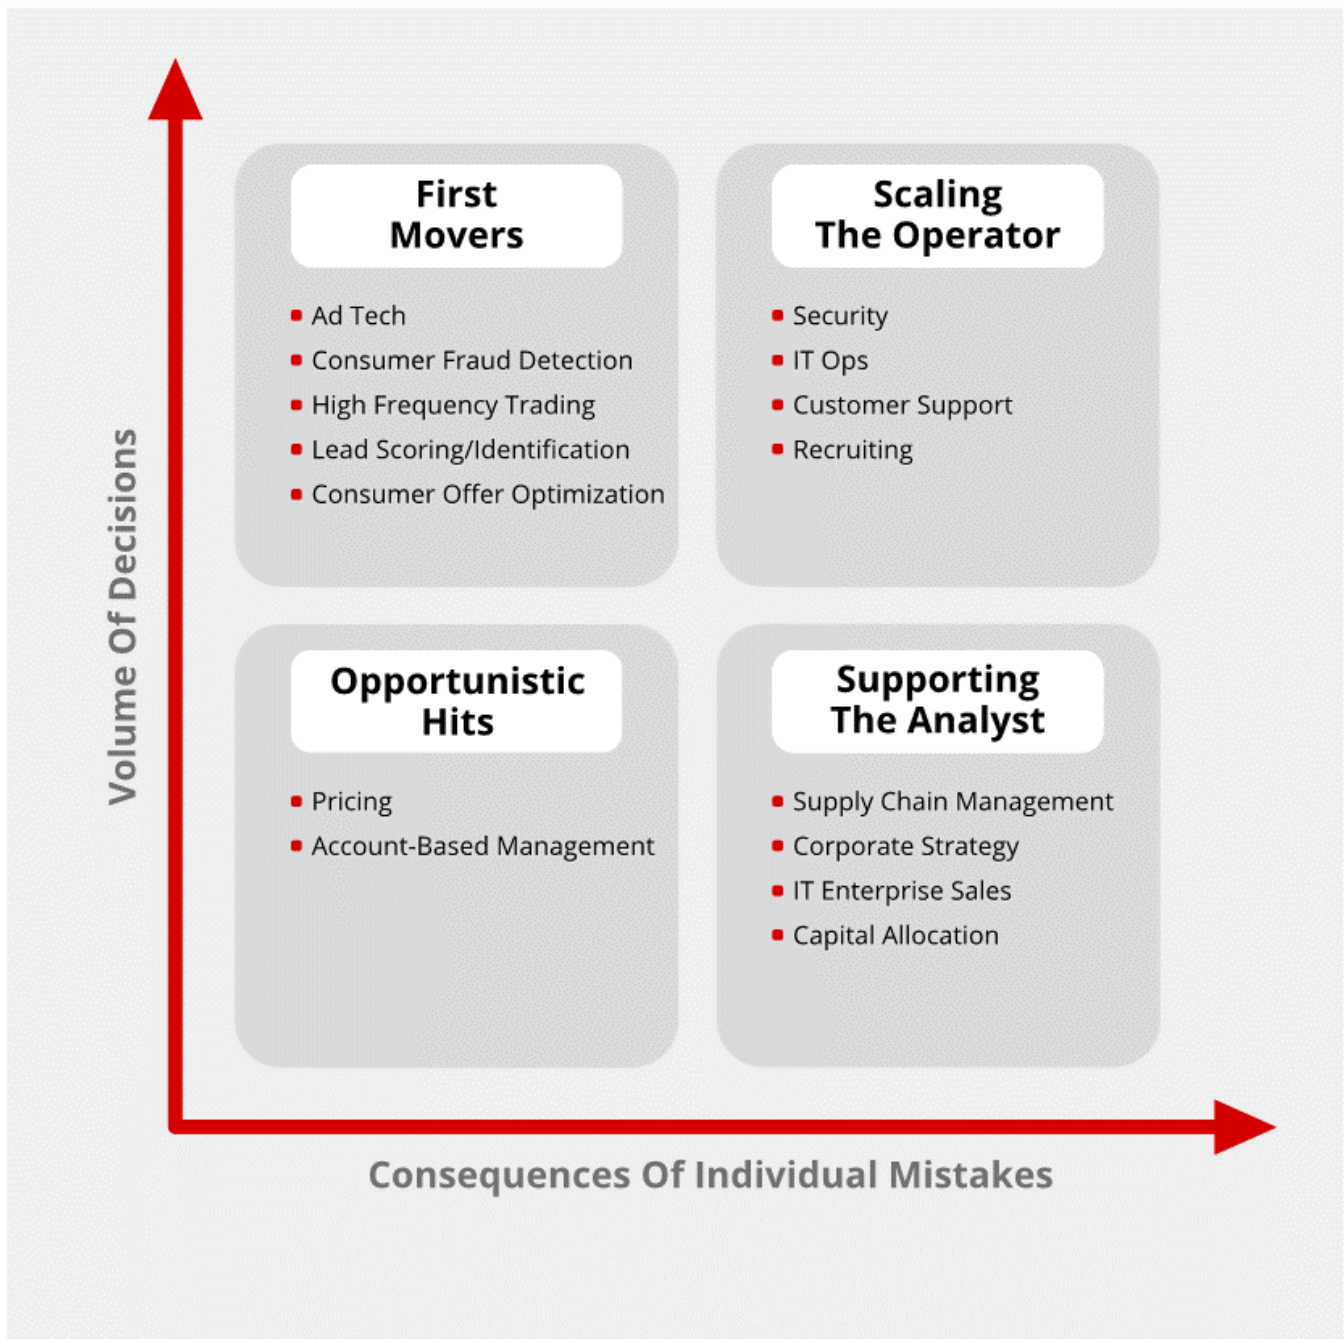 First
Movers
Ad Tech
Consumer Fraud Detection
High Frequency Trading
Lead Scoring/Identification
Consumer Offer Optimization
Scaling
The Operator
Security
IT Ops
Customer Support
Recruiting
Opportunistic
Hits
Pricing
Account-Based Management
Supporting
The Analyst
Supply Chain Management
Corporate Strategy
IT Enterprise Sales
Capital Allocation
Volume Of Decisions
Consequences Of Individual Mistakes